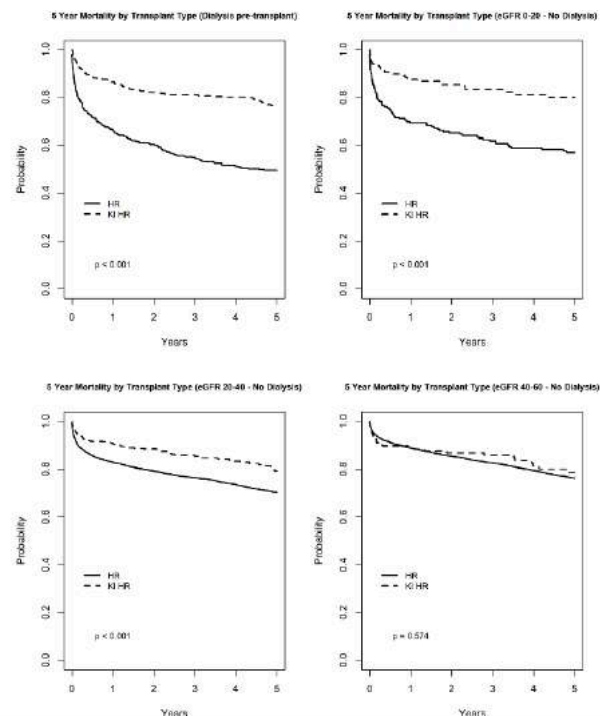 5 Year Mortality by Transplant Type (Dialysis pre-transplant)
Probability
1.0
0.8
0.6
0.4
0.2
0.0
HR
KI HR
p < 0.001
0 1 2 3 4 5
Years
5 Year Mortality by Transplant Type (eGFR 0-20 - No Dialysis)
Probability
1.0
0.8
0.6
0.4
0.2
0.0
HR
KI HR
p < 0.001
0 1 2 3 4 5
Years
5 Year Mortality by Transplant Type (eGFR 20-40 - No Dialysis)
Probability
1.0
0.8
0.6
0.4
0.2
0.0
HR
KI HR
p < 0.001
0 1 2 3 4 5
Years
5 Year Mortality by Transplant Type (eGFR 40-60 - No Dialysis)
Probability
1.0
0.8
0.6
0.4
0.2
0.0
HR
KI HR
p = 0.574
0 1 2 3 4 5
Years